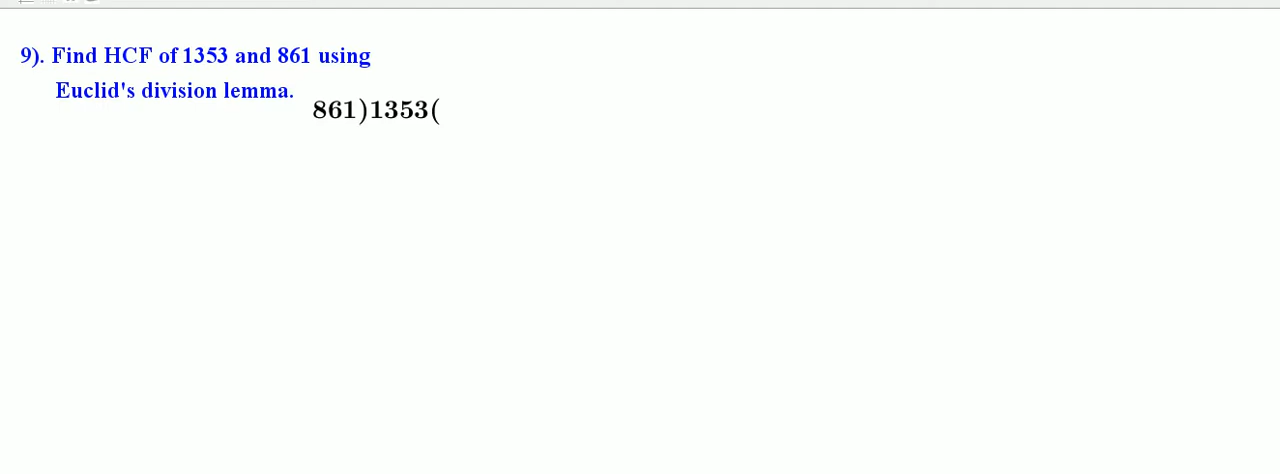 9). Find HCF of 1353 and 861 using
Euclid's division lemma.
861)1353(